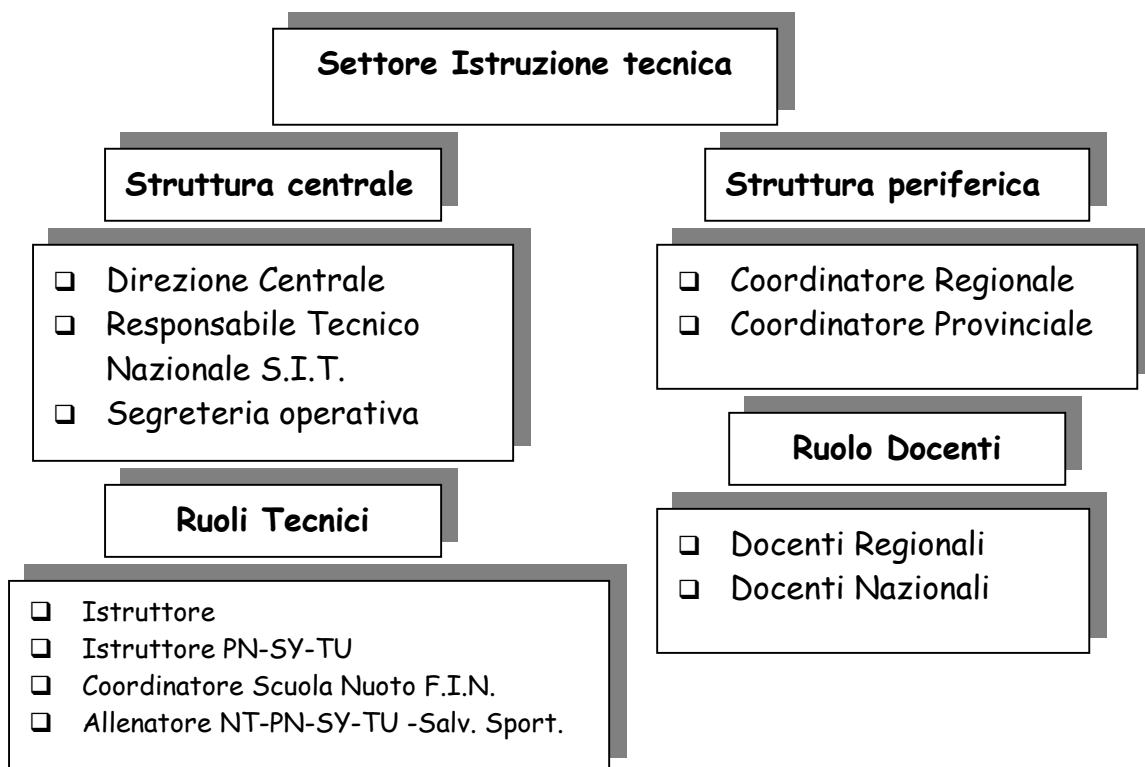 Settore Istruzione tecnica
Struttura centrale
Direzione Centrale
Responsabile Tecnico
Nazionale S.I.T.
Segreteria operativa
Ruoli Tecnici
Istruttore
Istruttore PN-SY-TU
Coordinatore Scuola Nuoto F.I.N.
Allenatore NT-PN-SY-TU -Salv. Sport.
Struttura periferica
Coordinatore Regionale
Coordinatore Provinciale
Ruolo Docenti
Docenti Regionali
Docenti Nazionali